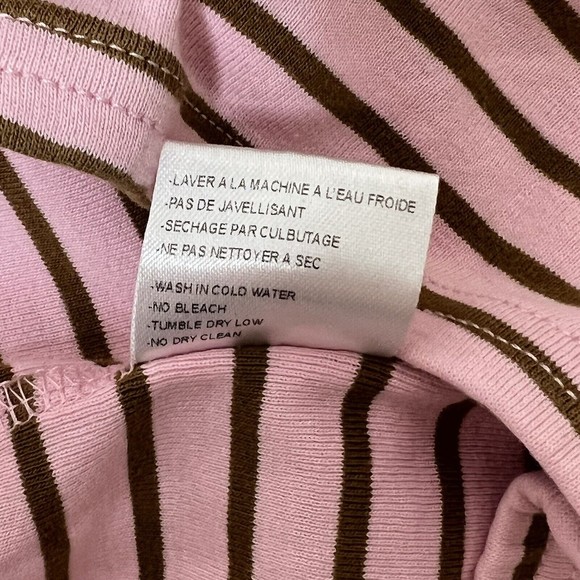 -LAVER A LA MACHINE A L'EAU FROIDE
-PAS DE JAVELLISANT
-SECHAGE PAR CULBUTAGE
-NE PAS NETTOYER A SEC
-WASH IN COLD WATER
-NO BLEACH
-TUMBLE DRY LOW
-NO DRY CLEAN